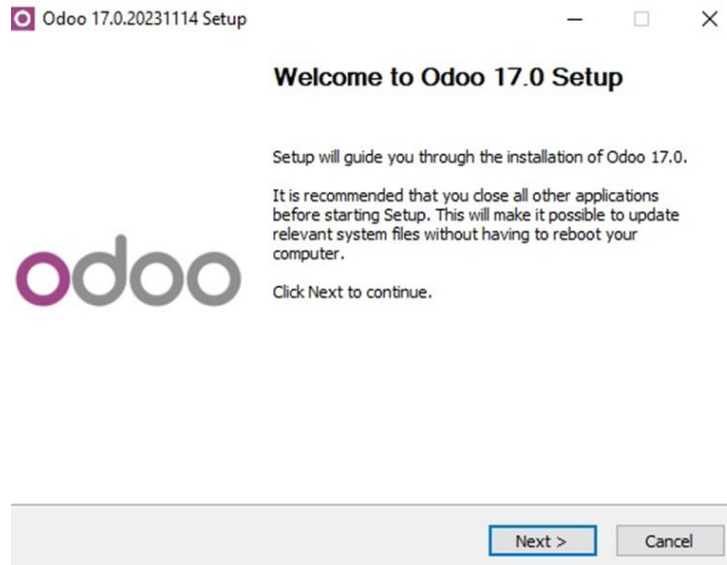 Odoo 17.0.20231114 Setup
Welcome to Odoo 17.0 Setup
Setup will guide you through the installation of Odoo 17.0.
It is recommended that you close all other applications
before starting Setup. This will make it possible to update
relevant system files without having to reboot your
computer.
odoo
Click Next to continue.
Next >
Cancel